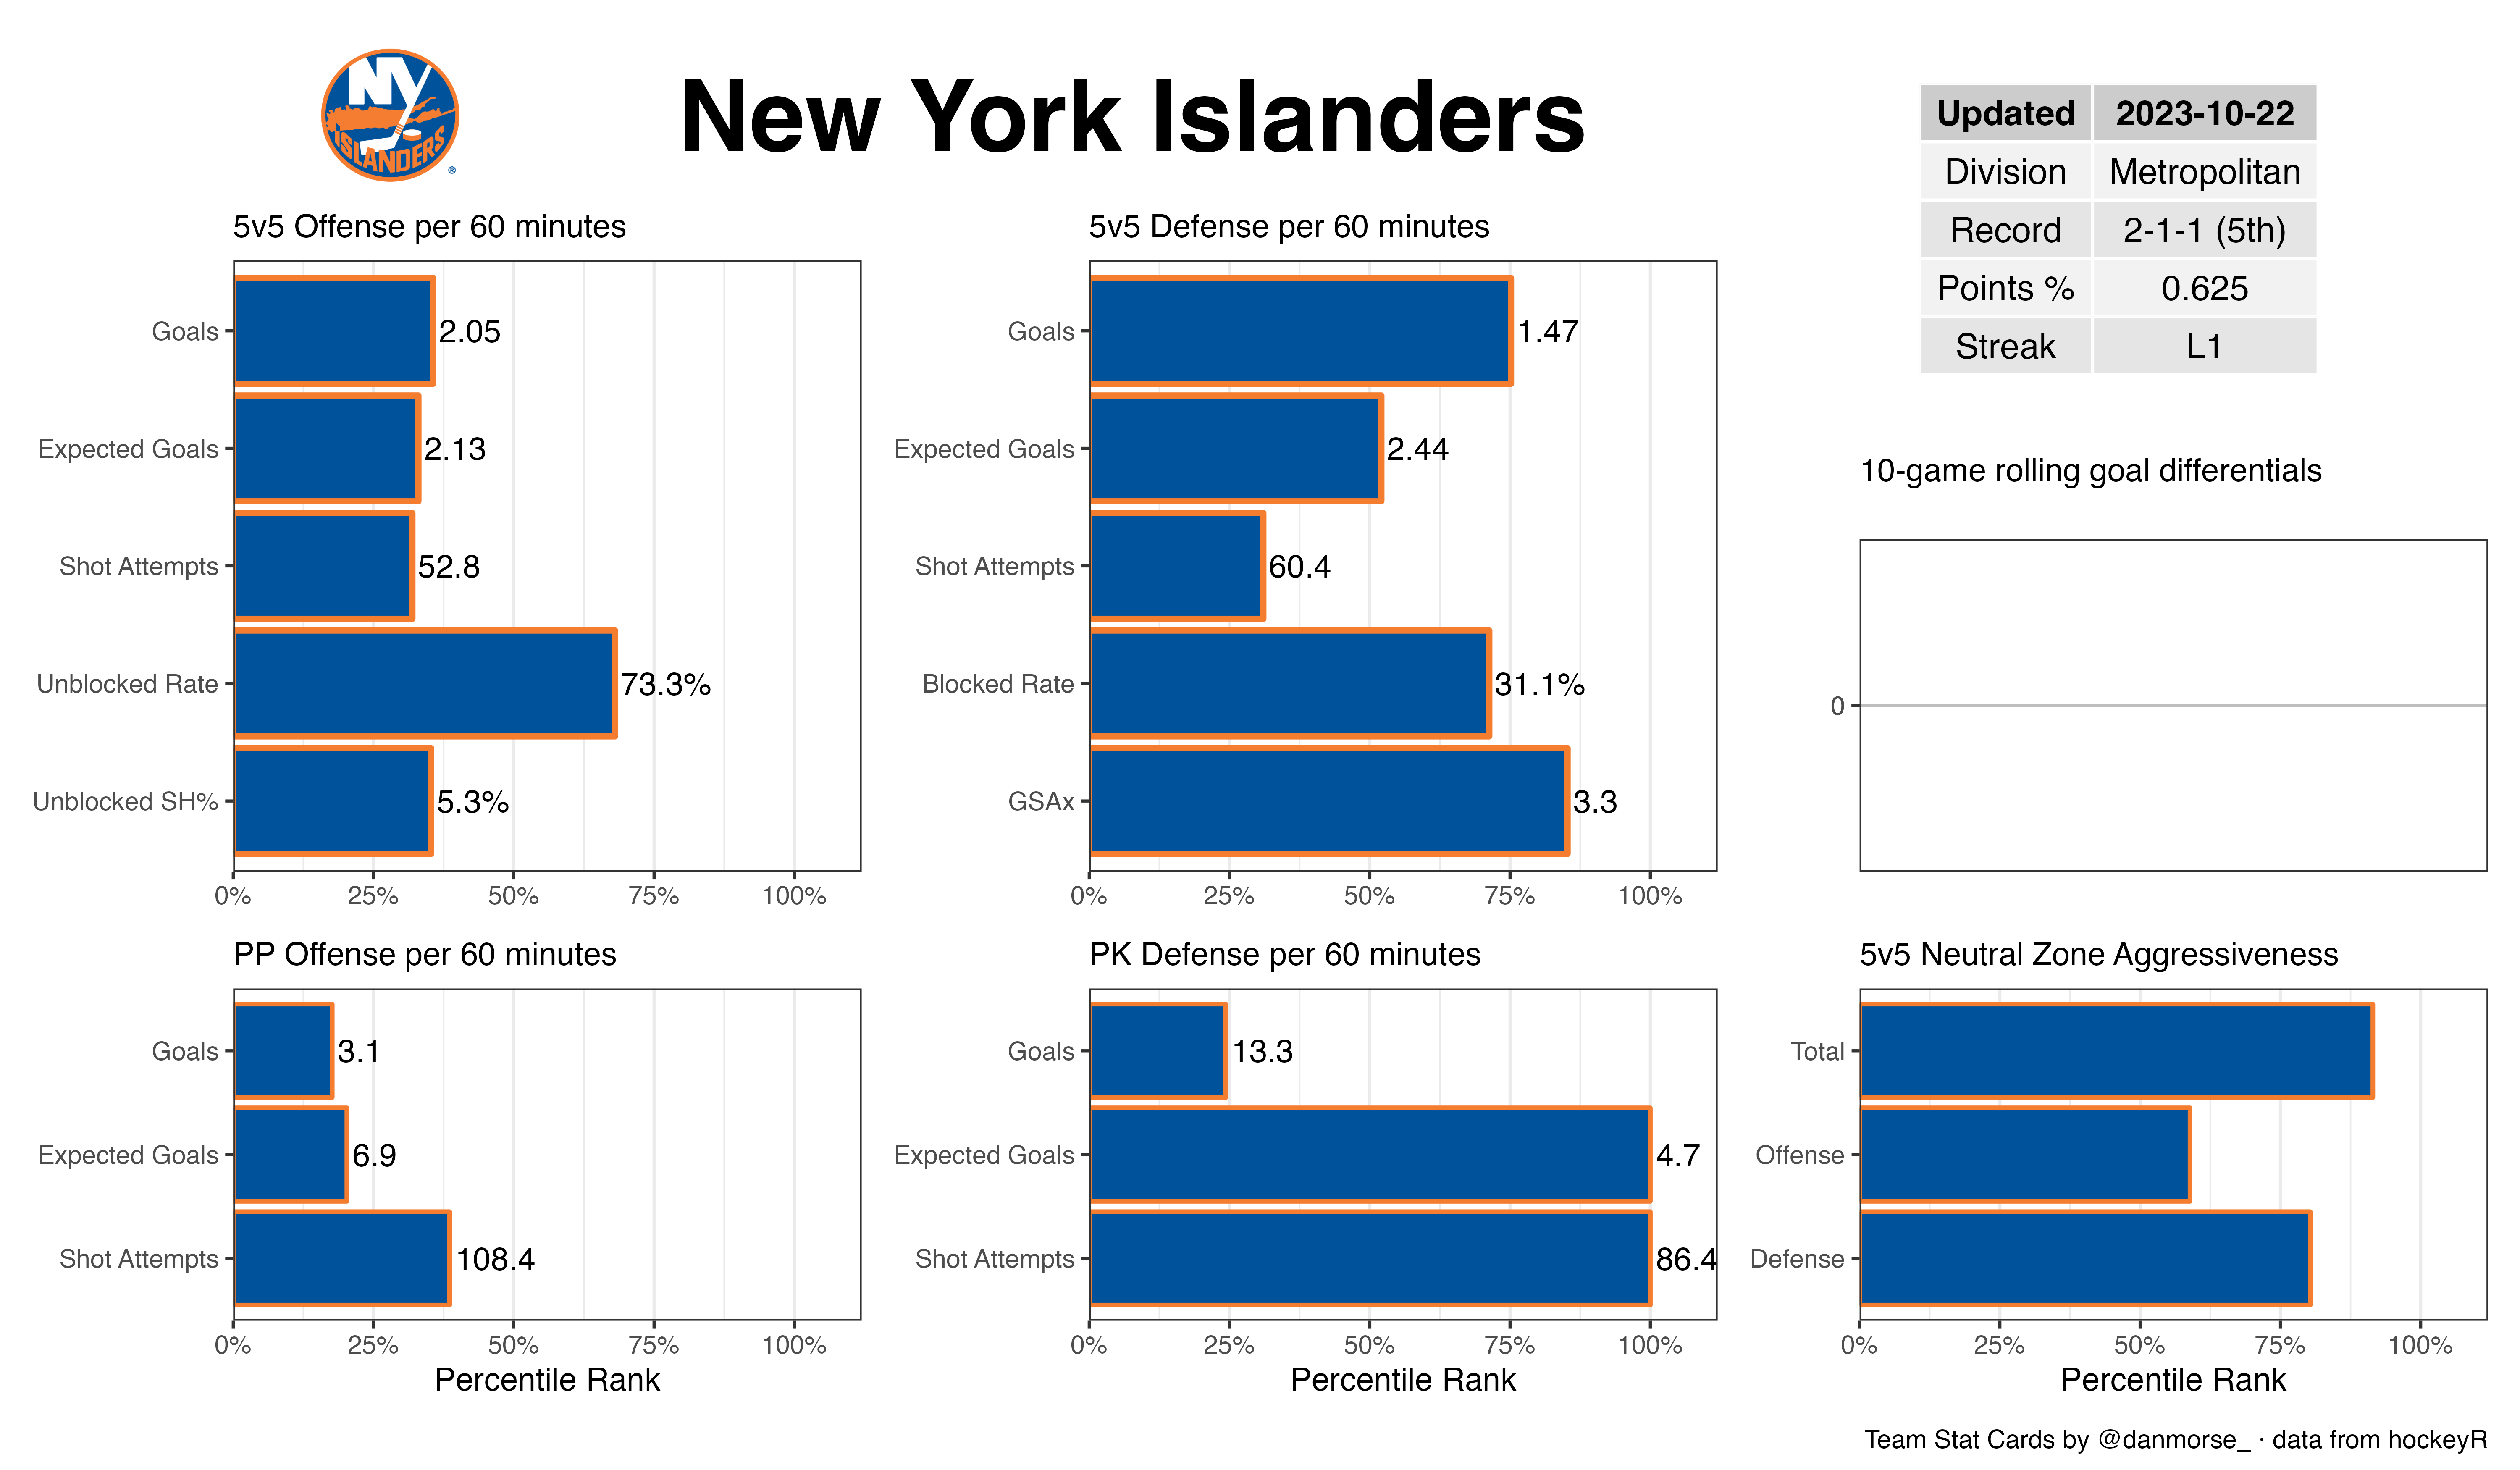 NY
ISLANDERS
®
New York Islanders
Updated 2023-10-22
Division Metropolitan
Record 2-1-1 (5th)
Points % 0.625
Streak L1
5v5 Offense per 60 minutes
Goals 2.05
Expected Goals 2.13
Shot Attempts 52.8
Unblocked Rate 73.3%
Unblocked SH% 5.3%
0% 25% 50% 75% 100%
5v5 Defense per 60 minutes
Goals 1.47
Expected Goals 2.44
Shot Attempts 60.4
Blocked Rate 31.1%
GSAx 3.3
0% 25% 50% 75% 100%
10-game rolling goal differentials
0
PP Offense per 60 minutes
Goals 3.1
Expected Goals 6.9
Shot Attempts 108.4
0% 25% 50% 75% 100%
Percentile Rank
PK Defense per 60 minutes
Goals 13.3
Expected Goals 4.7
Shot Attempts 86.4
0% 25% 50% 75% 100%
Percentile Rank
5v5 Neutral Zone Aggressiveness
Total
Offense
Defense
0% 25% 50% 75% 100%
Percentile Rank
Team Stat Cards by @danmorse_ · data from hockeyR